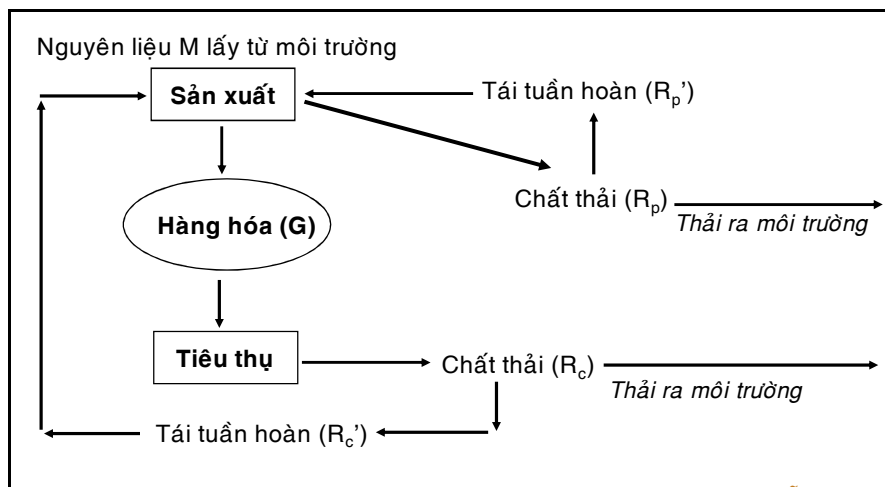 Nguyên liệu M lấy từ môi trường
Sản xuất
Tái tuần hoàn (Rp’)
Chất thải (Rp)
Thải ra môi trường
Hàng hóa (G)
Tiêu thụ
Chất thải (Rc)
Thải ra môi trường
Tái tuần hoàn (Rc’)